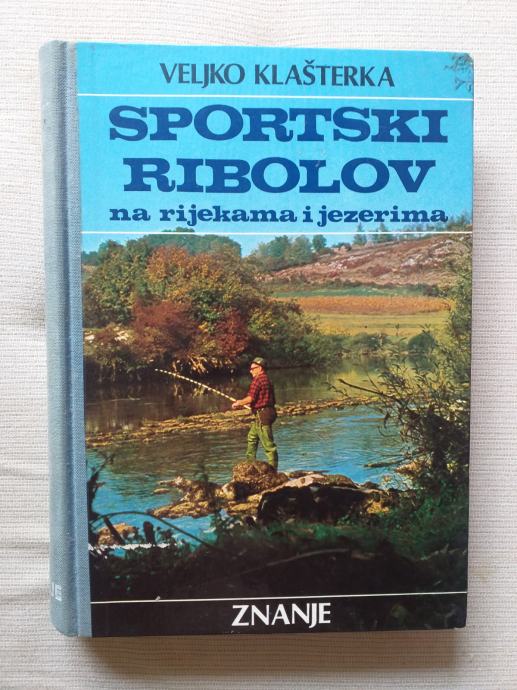 VELJKO KLAŠTERKA
SPORTSKI
RIBOLOV
na rijekama i jezerima
ZNANJE